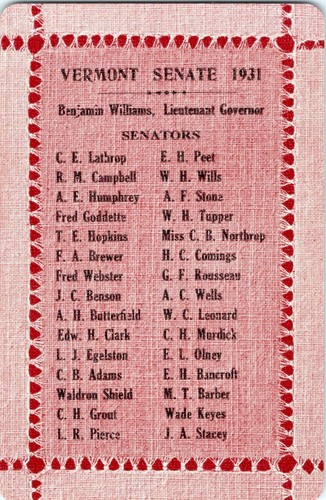 VERMONT SENATE 1931
Benjamin Williams, Lieutenant Governor
SENATORS
C. E. Lathrop E. H. Peet
R. M. Campbell W. H. Wills
A. E. Humphrey A. F. Stone
Fred Goddette W. H. Tupper
T. E. Hopkins Miss C. B. Northrop
F. A. Brewer H. C. Comings
Fred Webster G. F. Rousseau
J. C. Benson A. C. Wells
A. H. Butterfield W. C. Leonard
Edw. H. Clark C. H. Murdick
L. J. Egelston E. L. Olney
C. B. Adams E. H. Bancroft
Waldron Shield M. T. Barber
C. H. Grout Wade Keyes
L. R. Pierce J. A. Stacey